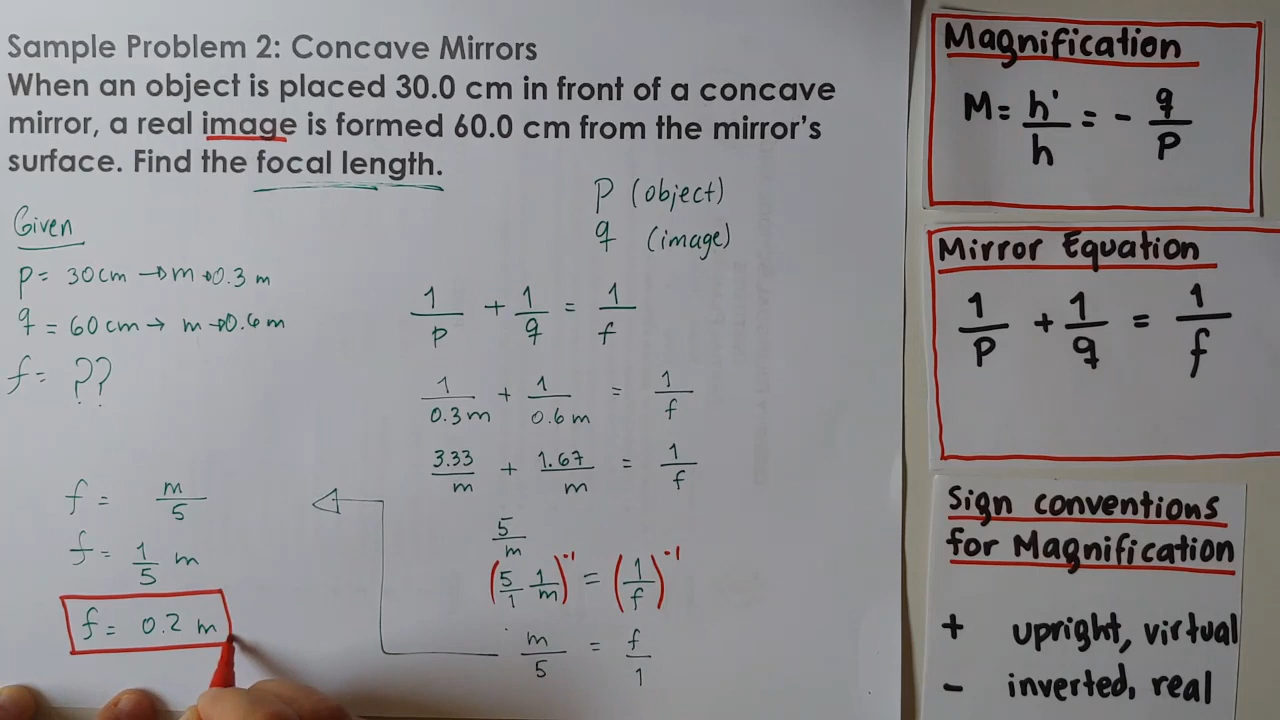 Sample Problem 2: Concave Mirrors
When an object is placed 30.0 cm in front of a concave
mirror, a real image is formed 60.0 cm from the mirror's
surface. Find the focal length.
p (object)
q (image)
Given
p = 30cm → m → 0.3 m
q = 60cm → m → 0.6 m
f = ??
1/p + 1/q = 1/f
1/0.3m + 1/0.6m = 1/f
3.33/m + 1.67/m = 1/f
5/m
(5/1 1/m)⁻¹ = (1/f)⁻¹
m/5 = f/1
f = m/5
f = 1/5 m
f = 0.2 m
Magnification
M = h'/h = - q/p
Mirror Equation
1/p + 1/q = 1/f
Sign conventions
for Magnification
+ upright, virtual
- inverted, real